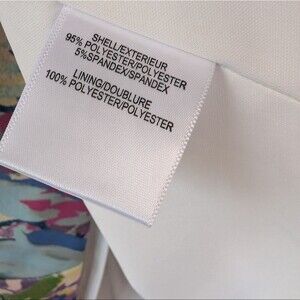 SHELL/EXTERIEUR
95% POLYESTER/POLYESTER
5%SPANDEX/SPANDEX
LINING/DOUBLURE
100% POLYESTER/POLYESTER